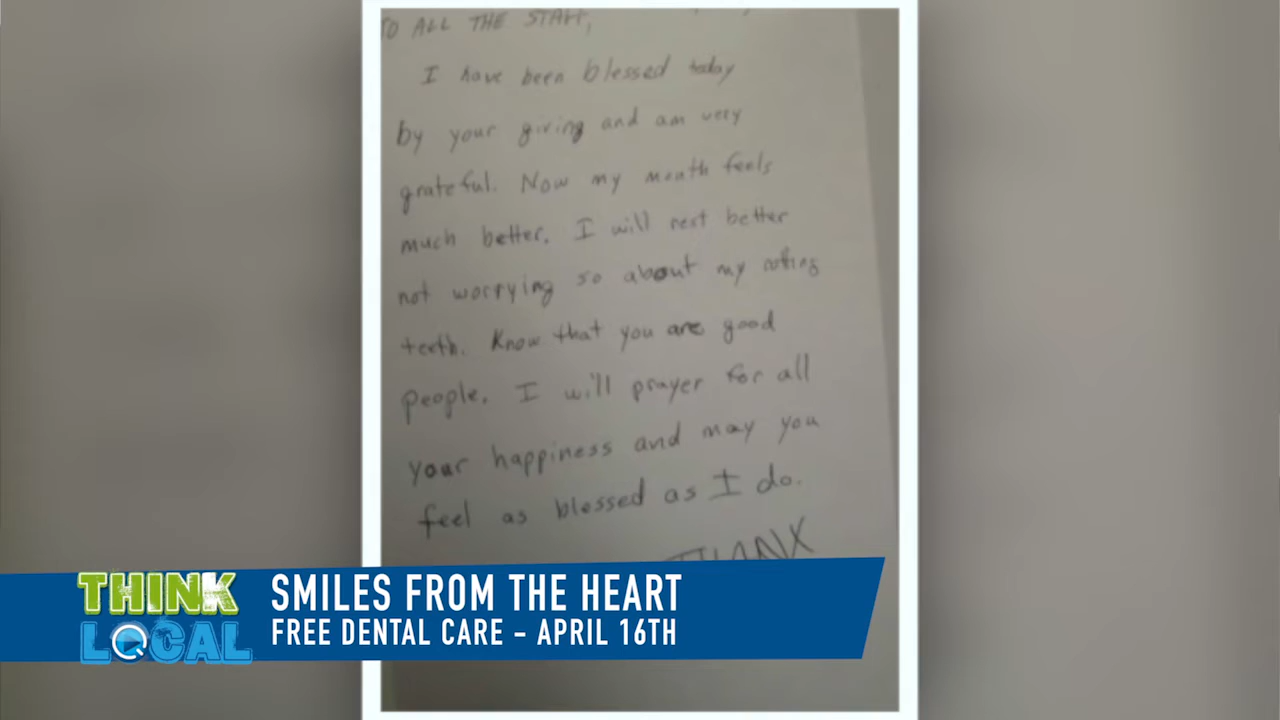 TO ALL THE STAFF,
I have been blessed today
by your giving and am very
grateful. Now my mouth feels
much better. I will rest better
not worrying so about my rotting
teeth. Know that you are good
people. I will prayer for all
your happiness and may you
feel as blessed as I do.
THANX
THINK
LOCAL
SMILES FROM THE HEART
FREE DENTAL CARE - APRIL 16TH